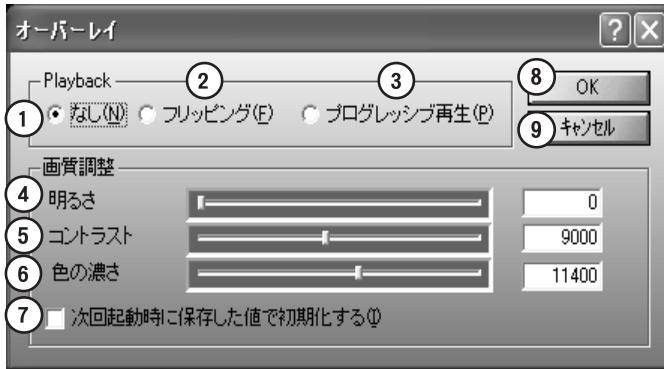 オーバーレイ
Playback
① なし(N) ② フリッピング(F) ③ プログレッシブ再生(P)
⑧ OK
⑨ キャンセル
画質調整
④ 明るさ 0
⑤ コントラスト 9000
⑥ 色の濃さ 11400
⑦ 次回起動時に保存した値で初期化する(I)